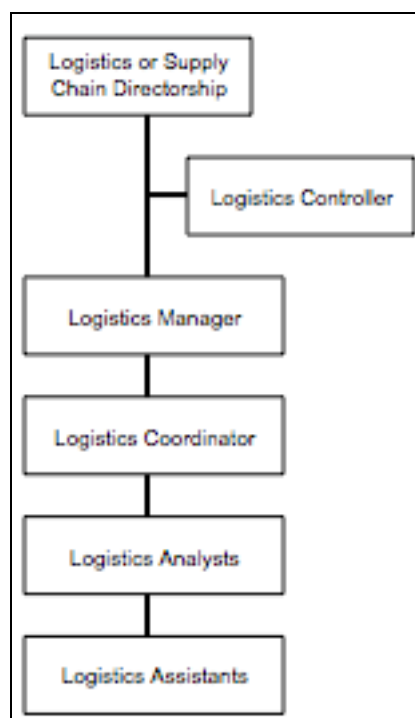 Logistics or Supply
Chain Directorship
Logistics Controller
Logistics Manager
Logistics Coordinator
Logistics Analysts
Logistics Assistants